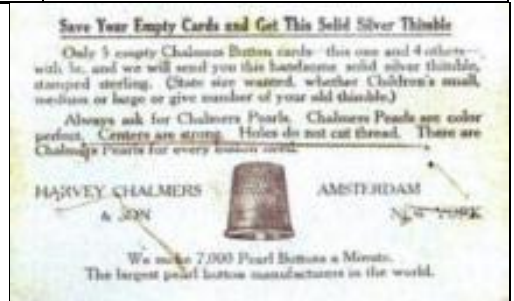 Save Your Empty Cards and Get This Solid Silver Thimble
Only 5 empty Chalmers Button cards this one and 4 others
with 5c, and we will send you this handsome solid silver thimble,
stamped sterling. (State size wanted, whether Children's small,
medium or large or give number of your old thimble.)
Always ask for Chalmers Pearls. Chalmers Pearls are color
perfect. Centers are strong. Holes do not cut thread. There are
Chalmers Pearls for every button need.
HARVEY CHALMERS AMSTERDAM
& SON NEW YORK
We make 7,000 Pearl Buttons a Minute.
The largest pearl button manufacturers in the world.